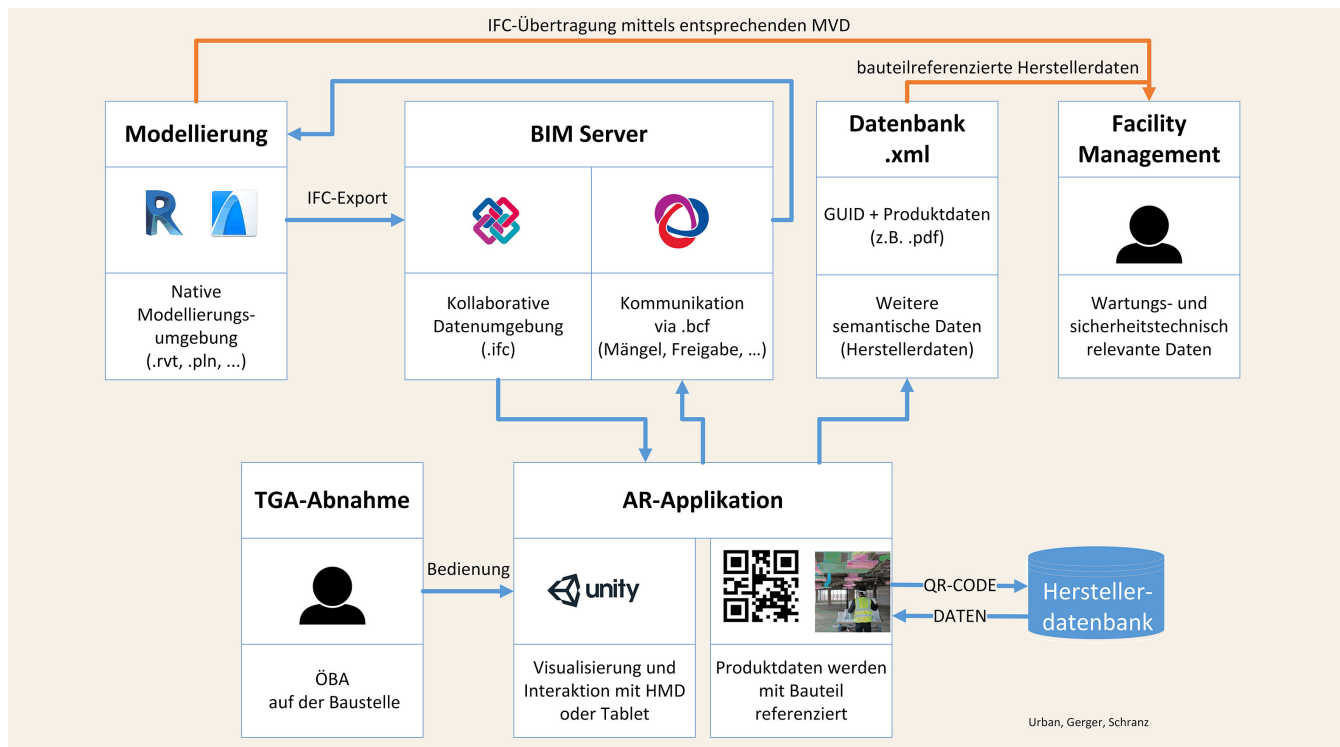 IFC-Übertragung mittels entsprechenden MVD
bauteilreferenzierte Herstellerdaten
Modellierung
R
Native
Modellierungs-
umgebung
(.rvt, .pln, ...)
IFC-Export
BIM Server
Kollaborative
Datenumgebung
(.ifc)
Kommunikation
via .bcf
(Mängel, Freigabe, …)
Datenbank
.xml
GUID + Produktdaten
(z.B. .pdf)
Weitere
semantische Daten
(Herstellerdaten)
Facility
Management
Wartungs- und
sicherheitstechnisch
relevante Daten
TGA-Abnahme
ÖBA
auf der Baustelle
Bedienung
AR-Applikation
unity
Visualisierung und
Interaktion mit HMD
oder Tablet
Produktdaten werden
mit Bauteil
referenziert
QR-CODE
DATEN
Hersteller-
datenbank
Urban, Gerger, Schranz